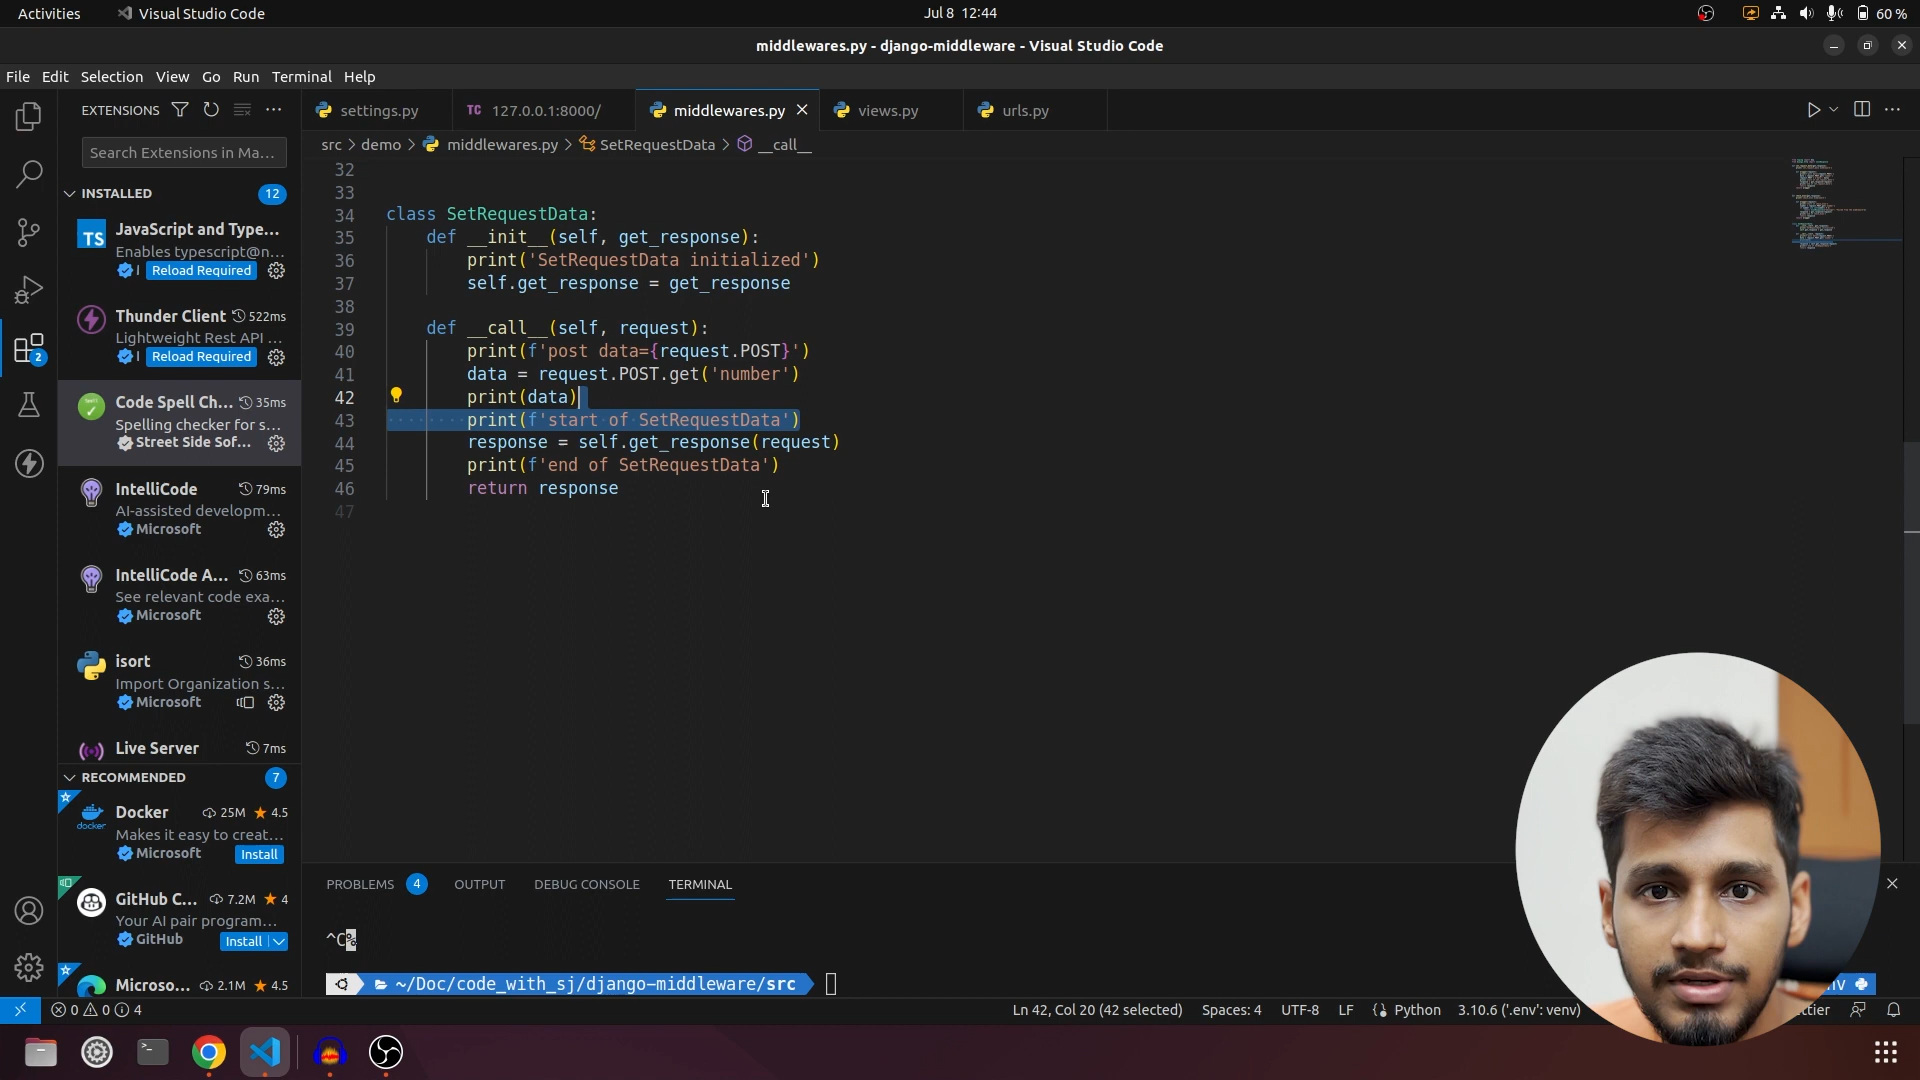 Activities
Visual Studio Code
Jul 8 12:44
60 %
middlewares.py - django-middleware - Visual Studio Code
File Edit Selection View Go Run Terminal Help
EXTENSIONS
Search Extensions in Ma...
INSTALLED 12
TS
JavaScript and Type...
Enables typescript@n...
Reload Required
Thunder Client 522ms
Lightweight Rest API ...
Reload Required
2
Code Spell Ch... 35ms
Spelling checker for s...
Street Side Sof...
IntelliCode 79ms
AI-assisted developm...
Microsoft
IntelliCode A... 63ms
See relevant code exa...
Microsoft
isort 36ms
Import Organization s...
Microsoft
Live Server 7ms
RECOMMENDED 7
Docker 25M ★ 4.5
docker
Makes it easy to creat...
Microsoft Install
GitHub C... 7.2M ★ 4
Your AI pair program...
GitHub Install
Microso... 2.1M ★ 4.5
settings.py
TC 127.0.0.1:8000/
middlewares.py
views.py
urls.py
src > demo > middlewares.py > SetRequestData > __call__
32
33
34 class SetRequestData:
35 def __init__(self, get_response):
36 print('SetRequestData initialized')
37 self.get_response = get_response
38
39 def __call__(self, request):
40 print(f'post data={request.POST}')
41 data = request.POST.get('number')
42 print(data)
43 print(f'start of SetRequestData')
44 response = self.get_response(request)
45 print(f'end of SetRequestData')
46 return response
47
PROBLEMS 4 OUTPUT DEBUG CONSOLE TERMINAL
^C%
~/Doc/code_with_sj/django-middleware/src
0 0 4
Ln 42, Col 20 (42 selected) Spaces: 4 UTF-8 LF Python 3.10.6 ('.env': venv)